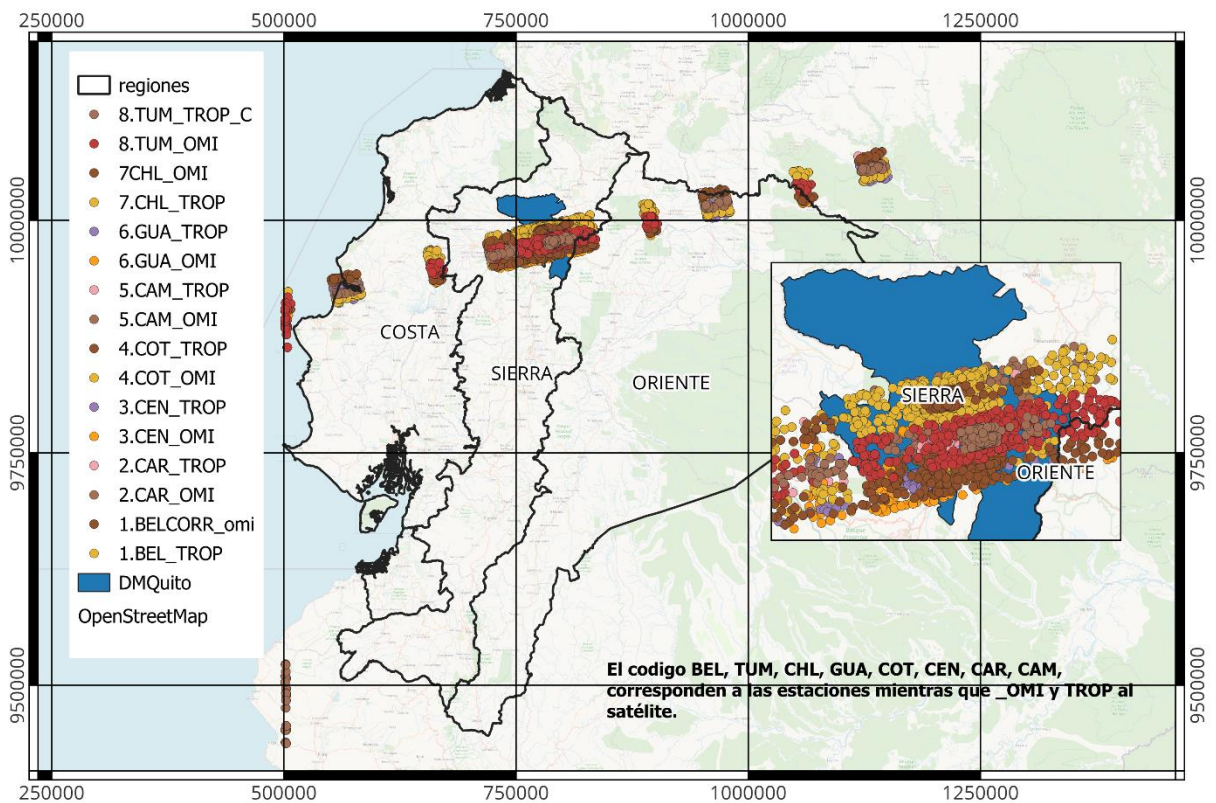 250000 500000 750000 1000000 1250000
regiones
8.TUM_TROP_C
8.TUM_OMI
7CHL_OMI
7.CHL_TROP
6.GUA_TROP
6.GUA_OMI
5.CAM_TROP
5.CAM_OMI
4.COT_TROP
4.COT_OMI
3.CEN_TROP
3.CEN_OMI
2.CAR_TROP
2.CAR_OMI
1.BELCORR_omi
1.BEL_TROP
DMQuito
OpenStreetMap
10000000
9750000
9500000
COSTA
SIERRA
ORIENTE
SIERRA
ORIENTE
10000000
9750000
9500000
El codigo BEL, TUM, CHL, GUA, COT, CEN, CAR, CAM,
corresponden a las estaciones mientras que _OMI y TROP al
satélite.
250000 500000 750000 1000000 1250000